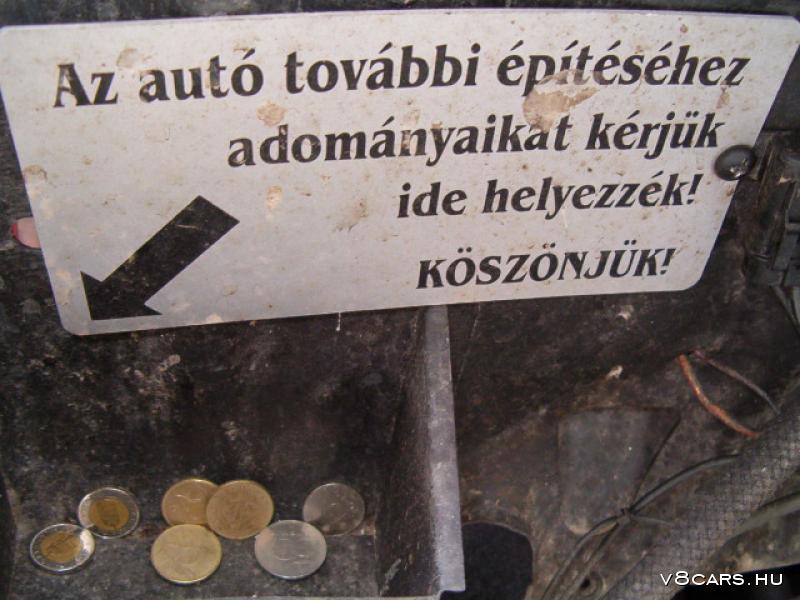 Az autó további építéséhez
adományaikat kérjük
ide helyezzék!
KÖSZÖNJÜK!
V8CARS.HU